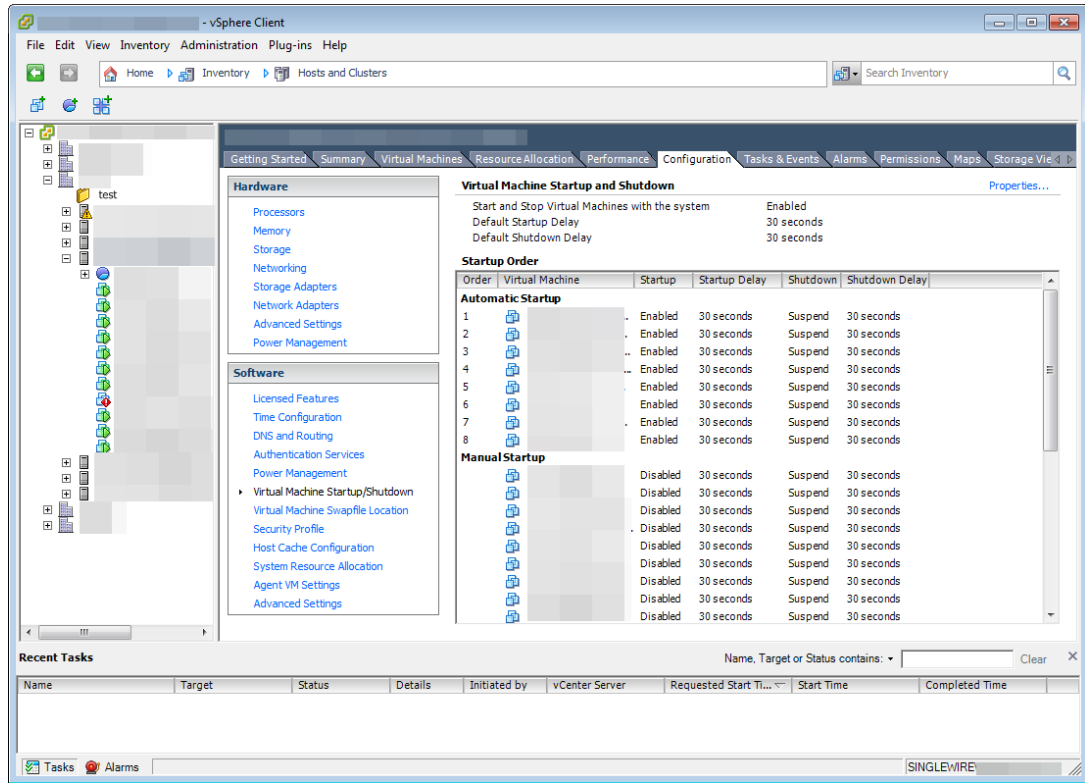 - vSphere Client
File Edit View Inventory Administration Plug-ins Help
Home Inventory Hosts and Clusters
Search Inventory
Getting Started Summary Virtual Machines Resource Allocation Performance Configuration Tasks & Events Alarms Permissions Maps Storage Vie
test
Hardware
Processors
Memory
Storage
Networking
Storage Adapters
Network Adapters
Advanced Settings
Power Management
Software
Licensed Features
Time Configuration
DNS and Routing
Authentication Services
Power Management
Virtual Machine Startup/Shutdown
Virtual Machine Swapfile Location
Security Profile
Host Cache Configuration
System Resource Allocation
Agent VM Settings
Advanced Settings
Virtual Machine Startup and Shutdown Properties...
Start and Stop Virtual Machines with the system Enabled
Default Startup Delay 30 seconds
Default Shutdown Delay 30 seconds
Startup Order
Order Virtual Machine Startup Startup Delay Shutdown Shutdown Delay
Automatic Startup
1 Enabled 30 seconds Suspend 30 seconds
2 Enabled 30 seconds Suspend 30 seconds
3 Enabled 30 seconds Suspend 30 seconds
4 Enabled 30 seconds Suspend 30 seconds
5 Enabled 30 seconds Suspend 30 seconds
6 Enabled 30 seconds Suspend 30 seconds
7 Enabled 30 seconds Suspend 30 seconds
8 Enabled 30 seconds Suspend 30 seconds
Manual Startup
Disabled 30 seconds Suspend 30 seconds
Disabled 30 seconds Suspend 30 seconds
Disabled 30 seconds Suspend 30 seconds
Disabled 30 seconds Suspend 30 seconds
Disabled 30 seconds Suspend 30 seconds
Disabled 30 seconds Suspend 30 seconds
Disabled 30 seconds Suspend 30 seconds
Disabled 30 seconds Suspend 30 seconds
Disabled 30 seconds Suspend 30 seconds
Recent Tasks Name, Target or Status contains: Clear
Name Target Status Details Initiated by vCenter Server Requested Start Ti... Start Time Completed Time
Tasks Alarms SINGLEWIRE\